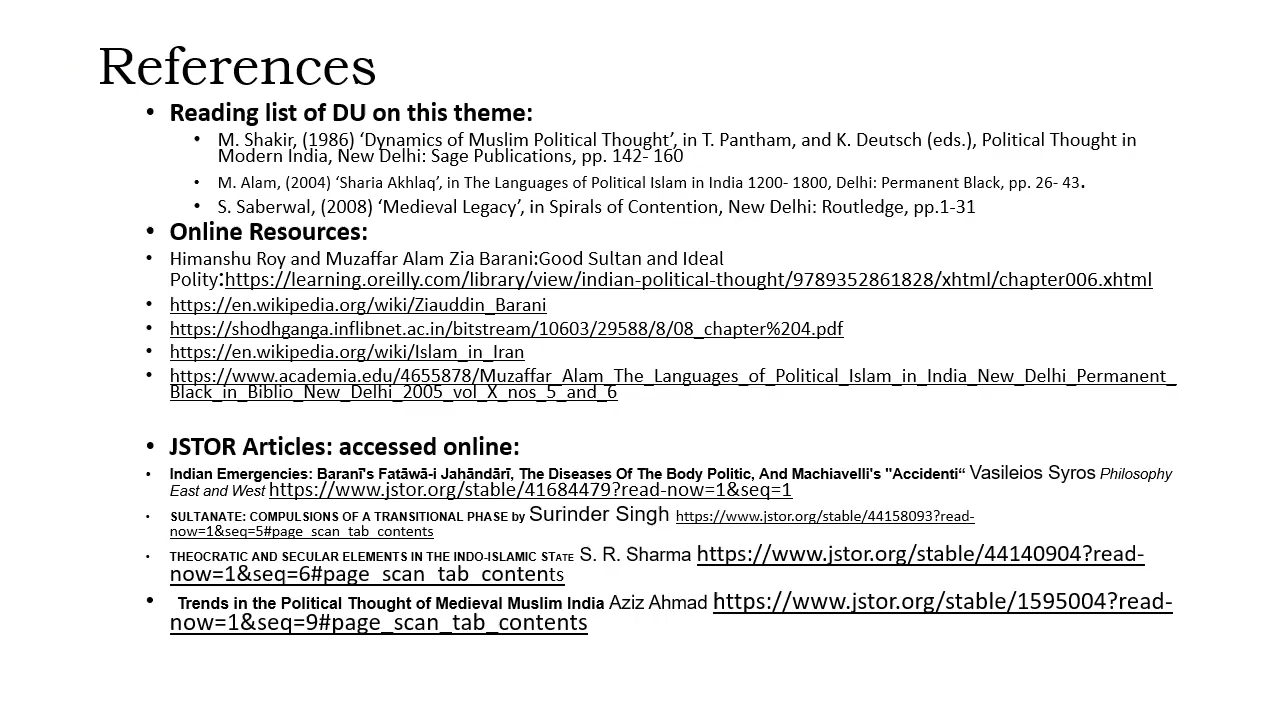 References
• Reading list of DU on this theme:
• M. Shakir, (1986) ‘Dynamics of Muslim Political Thought’, in T. Pantham, and K. Deutsch (eds.), Political Thought in
Modern India, New Delhi: Sage Publications, pp. 142- 160
• M. Alam, (2004) ‘Sharia Akhlaq’, in The Languages of Political Islam in India 1200- 1800, Delhi: Permanent Black, pp. 26- 43.
• S. Saberwal, (2008) ‘Medieval Legacy’, in Spirals of Contention, New Delhi: Routledge, pp.1-31
• Online Resources:
• Himanshu Roy and Muzaffar Alam Zia Barani:Good Sultan and Ideal
Polity:https://learning.oreilly.com/library/view/indian-political-thought/9789352861828/xhtml/chapter006.xhtml
• https://en.wikipedia.org/wiki/Ziauddin_Barani
• https://shodhganga.inflibnet.ac.in/bitstream/10603/29588/8/08_chapter%204.pdf
• https://en.wikipedia.org/wiki/Islam_in_Iran
• https://www.academia.edu/4655878/Muzaffar_Alam_The_Languages_of_Political_Islam_in_India_New_Delhi_Permanent_
Black_in_Biblio_New_Delhi_2005_vol_X_nos_5_and_6
• JSTOR Articles: accessed online:
• Indian Emergencies: Baranī's Fatāwā-i Jahāndārī, The Diseases Of The Body Politic, And Machiavelli's "Accidenti“ Vasileios Syros Philosophy
East and West https://www.jstor.org/stable/41684479?read-now=1&seq=1
• SULTANATE: COMPULSIONS OF A TRANSITIONAL PHASE by Surinder Singh https://www.jstor.org/stable/44158093?read-
now=1&seq=5#page_scan_tab_contents
• THEOCRATIC AND SECULAR ELEMENTS IN THE INDO-ISLAMIC STATE S. R. Sharma https://www.jstor.org/stable/44140904?read-
now=1&seq=6#page_scan_tab_contents
• Trends in the Political Thought of Medieval Muslim India Aziz Ahmad https://www.jstor.org/stable/1595004?read-
now=1&seq=9#page_scan_tab_contents